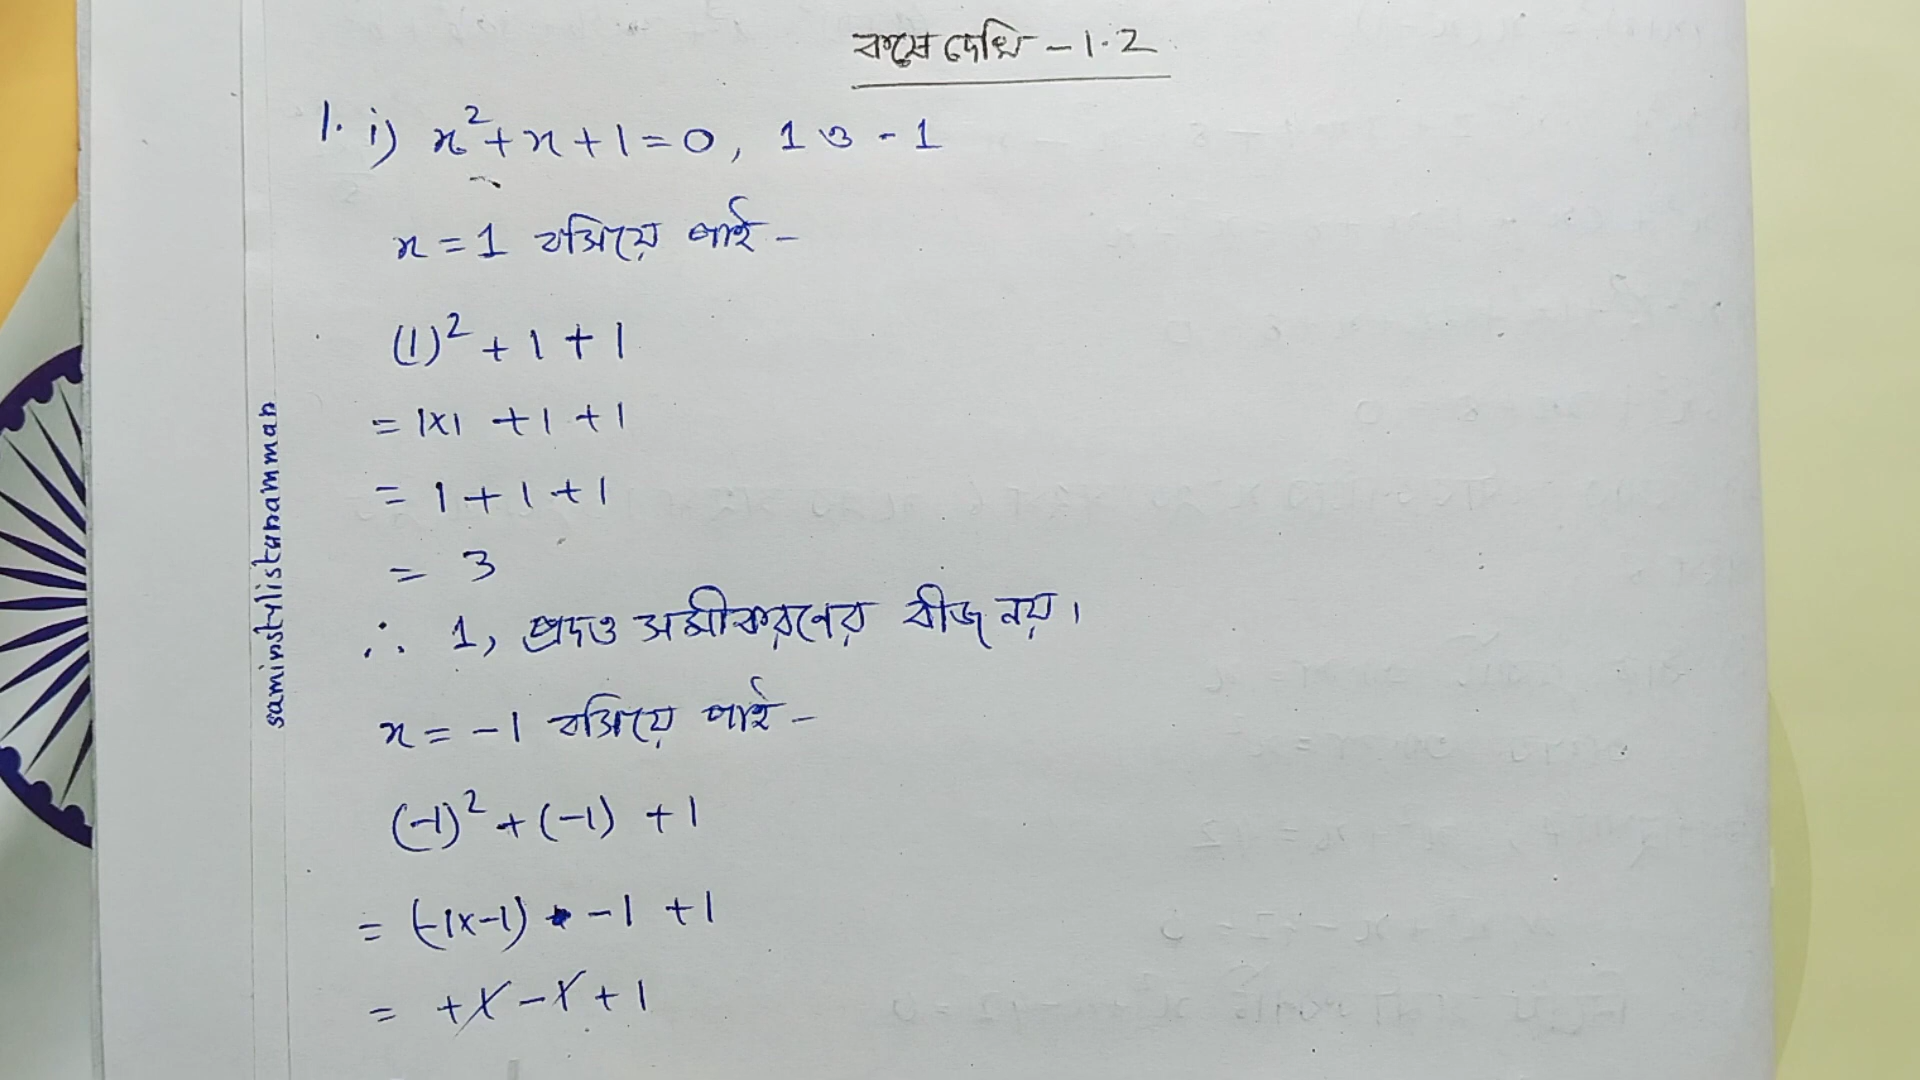 কষে দেখি - 1.2
1. i) x²+x+1=0, 1 ও -1
x=1 বসিয়ে পাই-
(1)² + 1 + 1
= 1x1 + 1 + 1
= 1 + 1 + 1
= 3
∴ 1, প্রদত্ত সমীকরণের বীজ নয়।
x = -1 বসিয়ে পাই-
(-1)² + (-1) + 1
= (-1x-1) -1 +1
= +1 -1 +1
saminstylistunamman